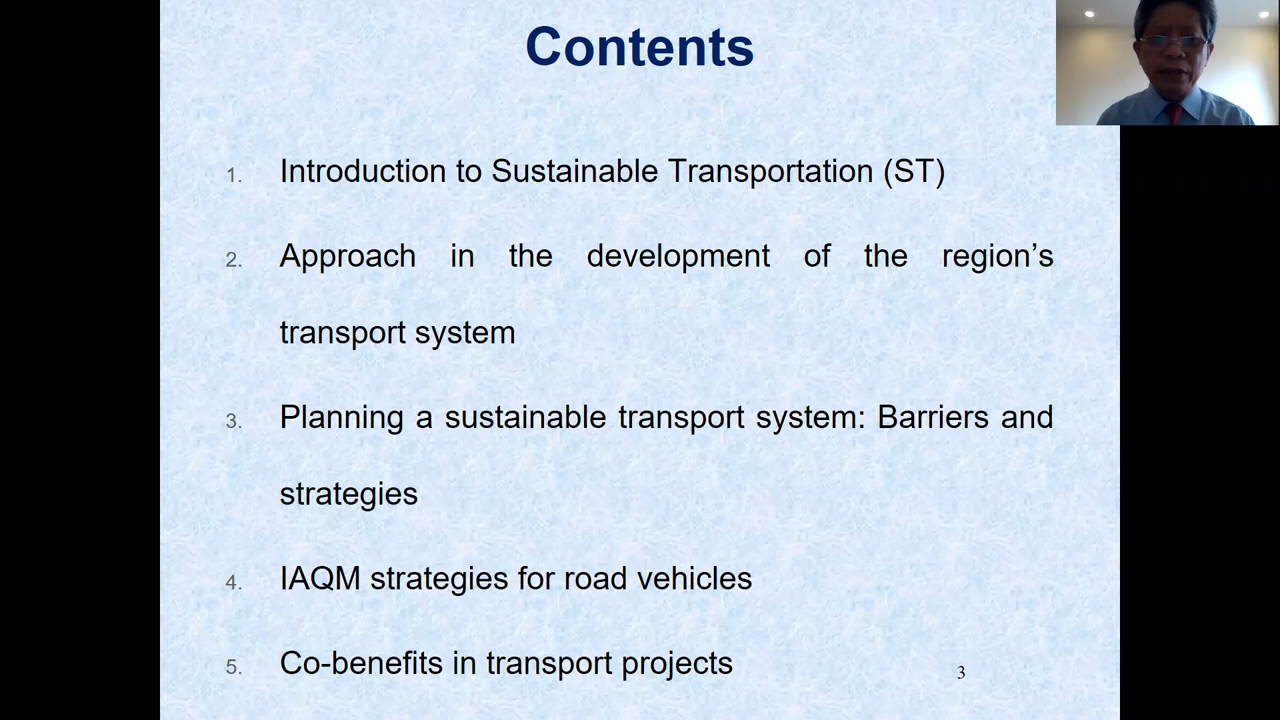 Contents
1. Introduction to Sustainable Transportation (ST)
2. Approach in the development of the region’s
transport system
3. Planning a sustainable transport system: Barriers and
strategies
4. IAQM strategies for road vehicles
5. Co-benefits in transport projects
3